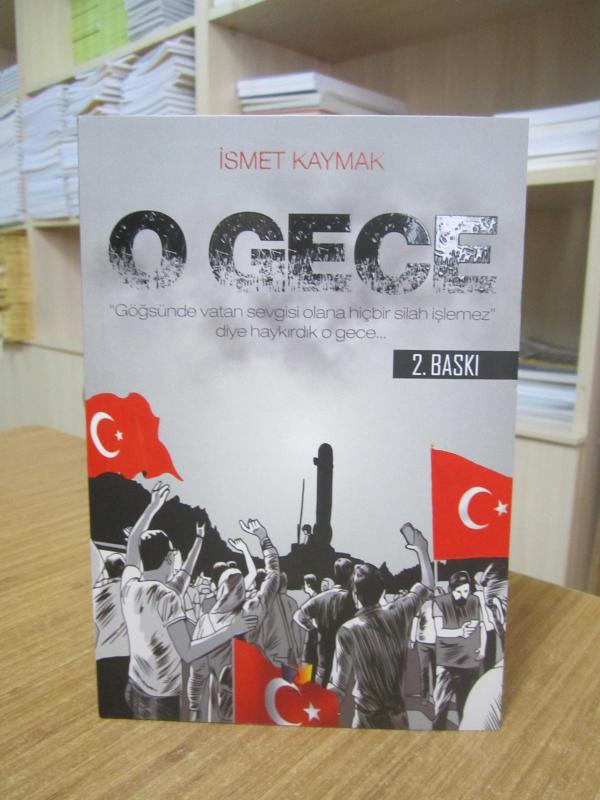 İSMET KAYMAK
O GECE
"Göğsünde vatan sevgisi olana hiçbir silah işlemez"
diye haykırdık o gece...
2. BASKI